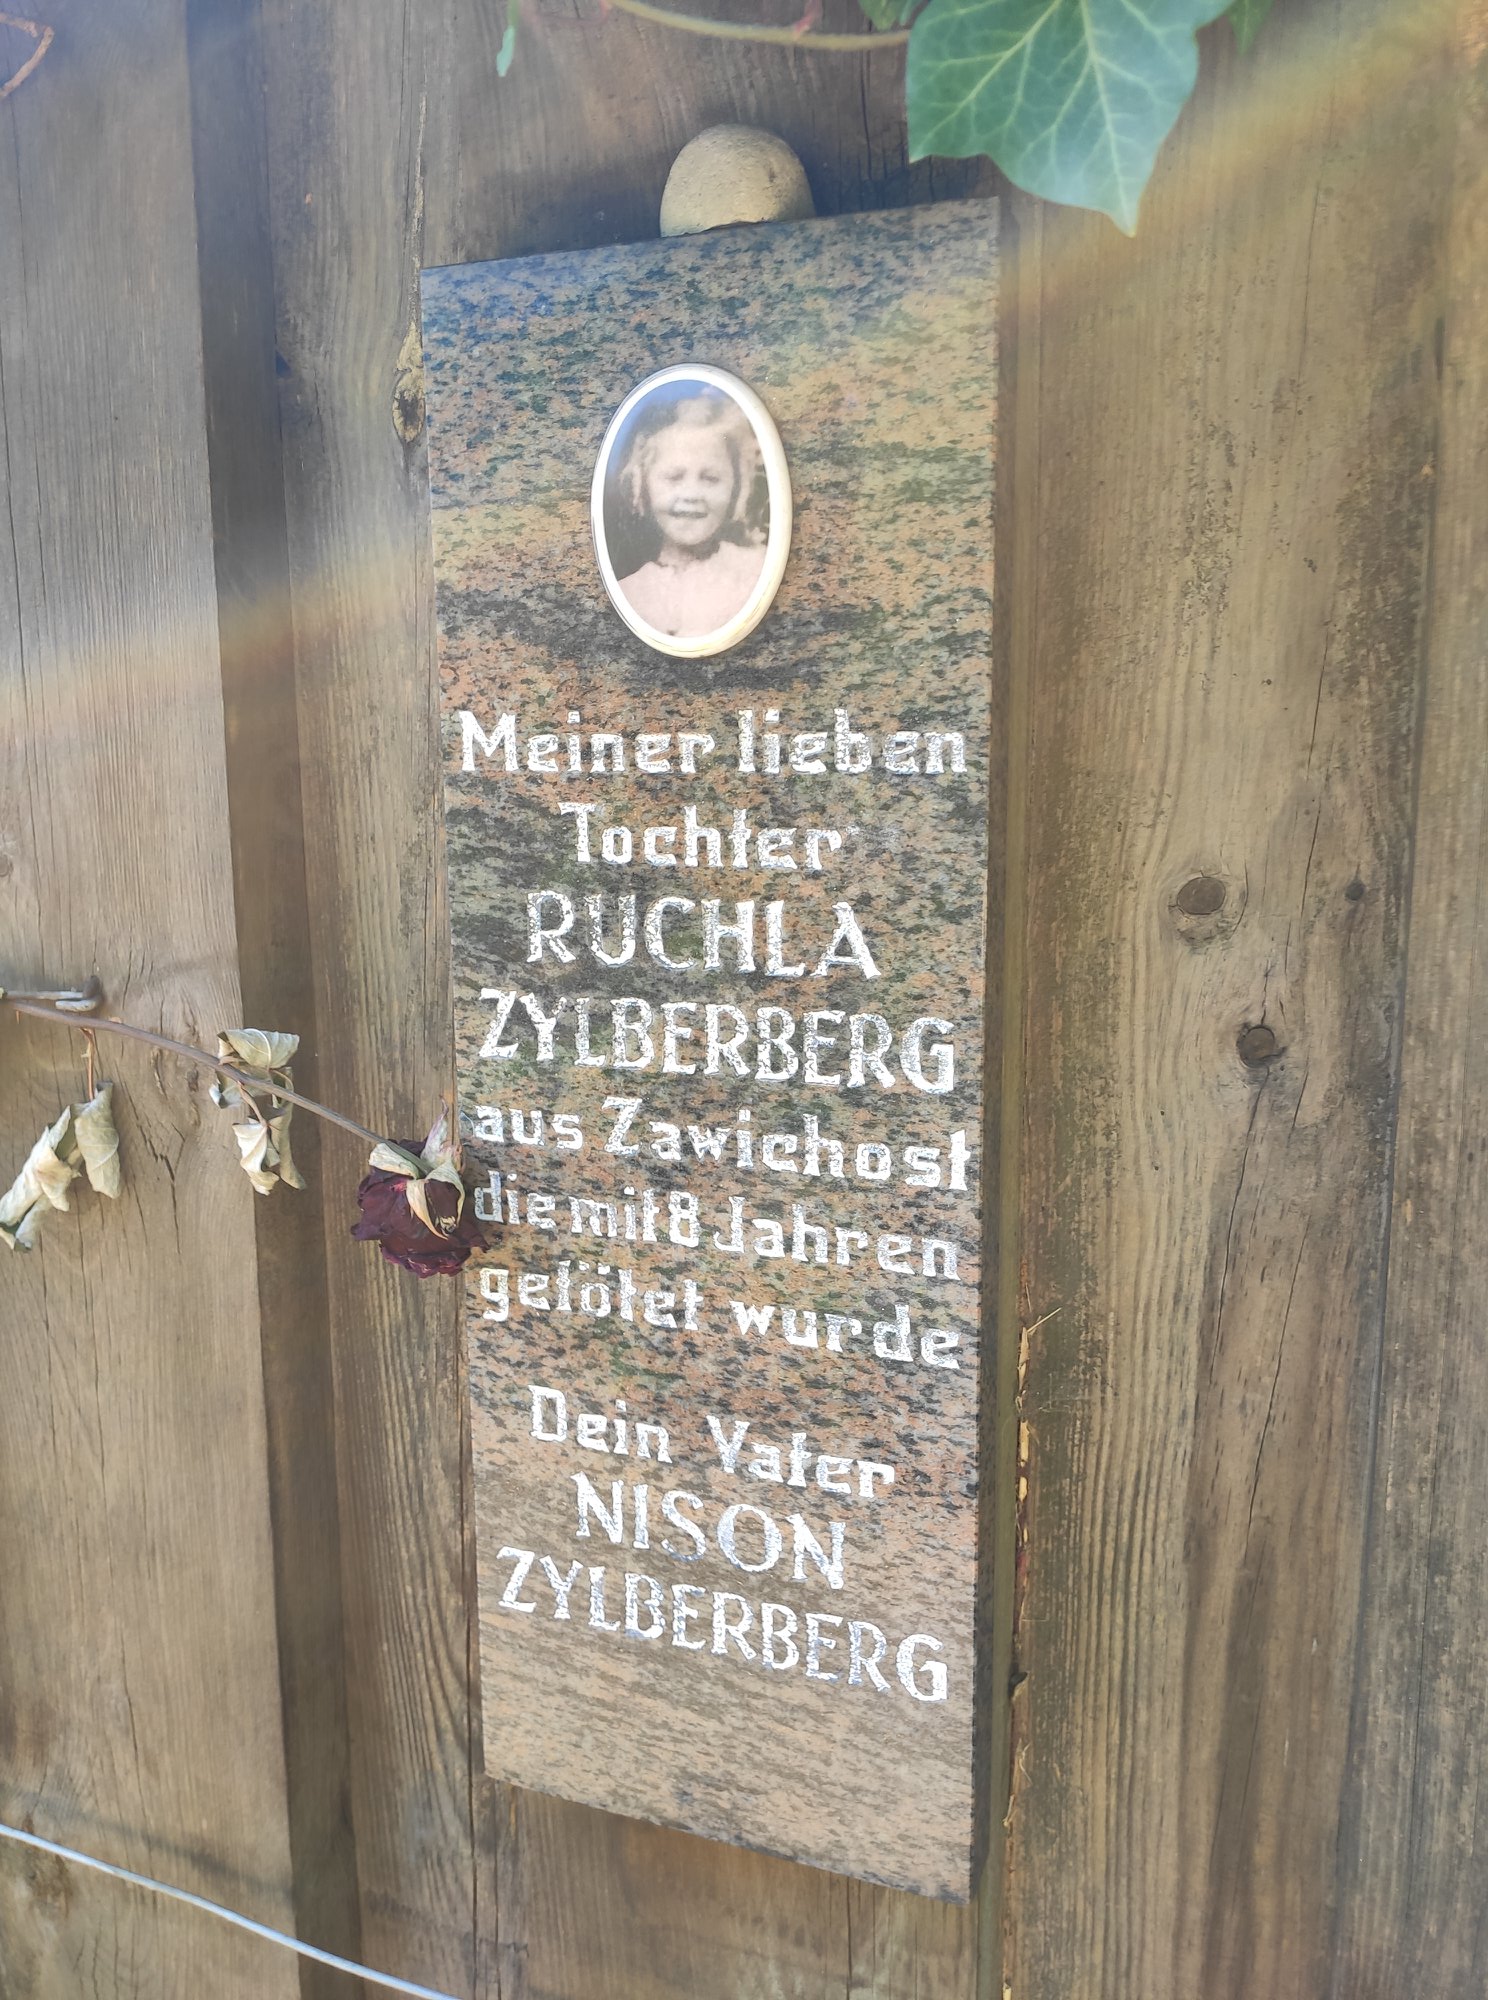 Meiner lieben
Tochter
RUCHLA
ZYLBERBERG
aus Zawichost
die mit 8 Jahren
getötet wurde
Dein Vater
NISON
ZYLBERBERG